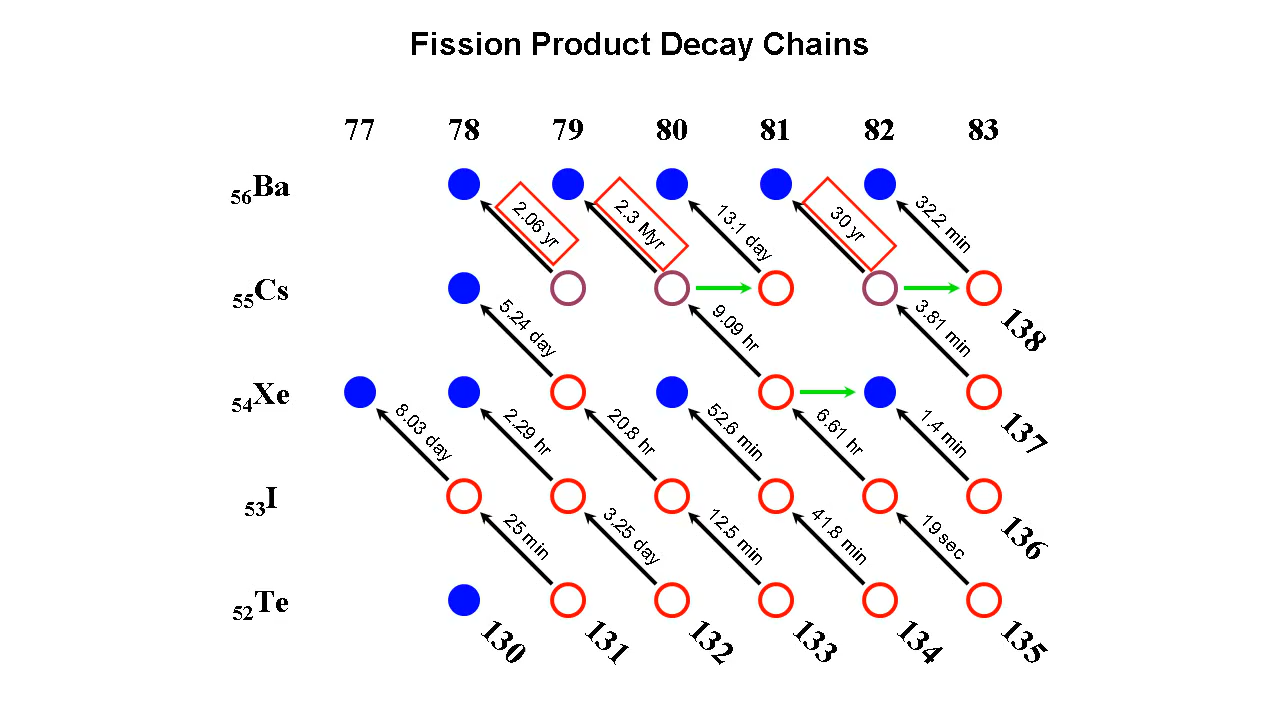 Fission Product Decay Chains
77 78 79 80 81 82 83
56Ba
2.06 yr 2.3 Myr 13.1 day 30 yr 32.2 min
55Cs
138
5.24 day 9.09 hr 3.81 min
54Xe
137
8.03 day 2.29 hr 20.8 hr 52.6 min 6.61 hr 1.4 min
53I
136
25 min 3.25 day 12.5 min 41.8 min 19 sec
52Te
130 131 132 133 134 135